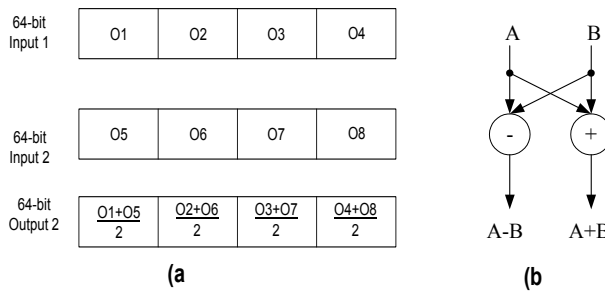 64-bit
Input 1
O1 O2 O3 O4
64-bit
Input 2
O5 O6 O7 O8
64-bit
Output 2
O1+O5 O2+O6 O3+O7 O4+O8
2 2 2 2
(a
A B
- +
A-B A+B
(b